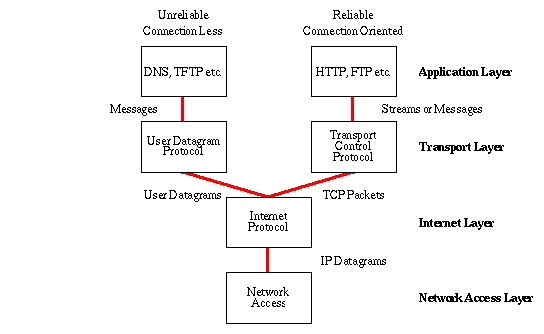 Unreliable
Connection Less
Reliable
Connection Oriented
DNS, TFTP etc.
HTTP, FTP etc.
Application Layer
Messages
Streams or Messages
User Datagram
Protocol
Transport
Control
Protocol
Transport Layer
User Datagrams
TCP Packets
Internet
Protocol
Internet Layer
IP Datagrams
Network
Access
Network Access Layer